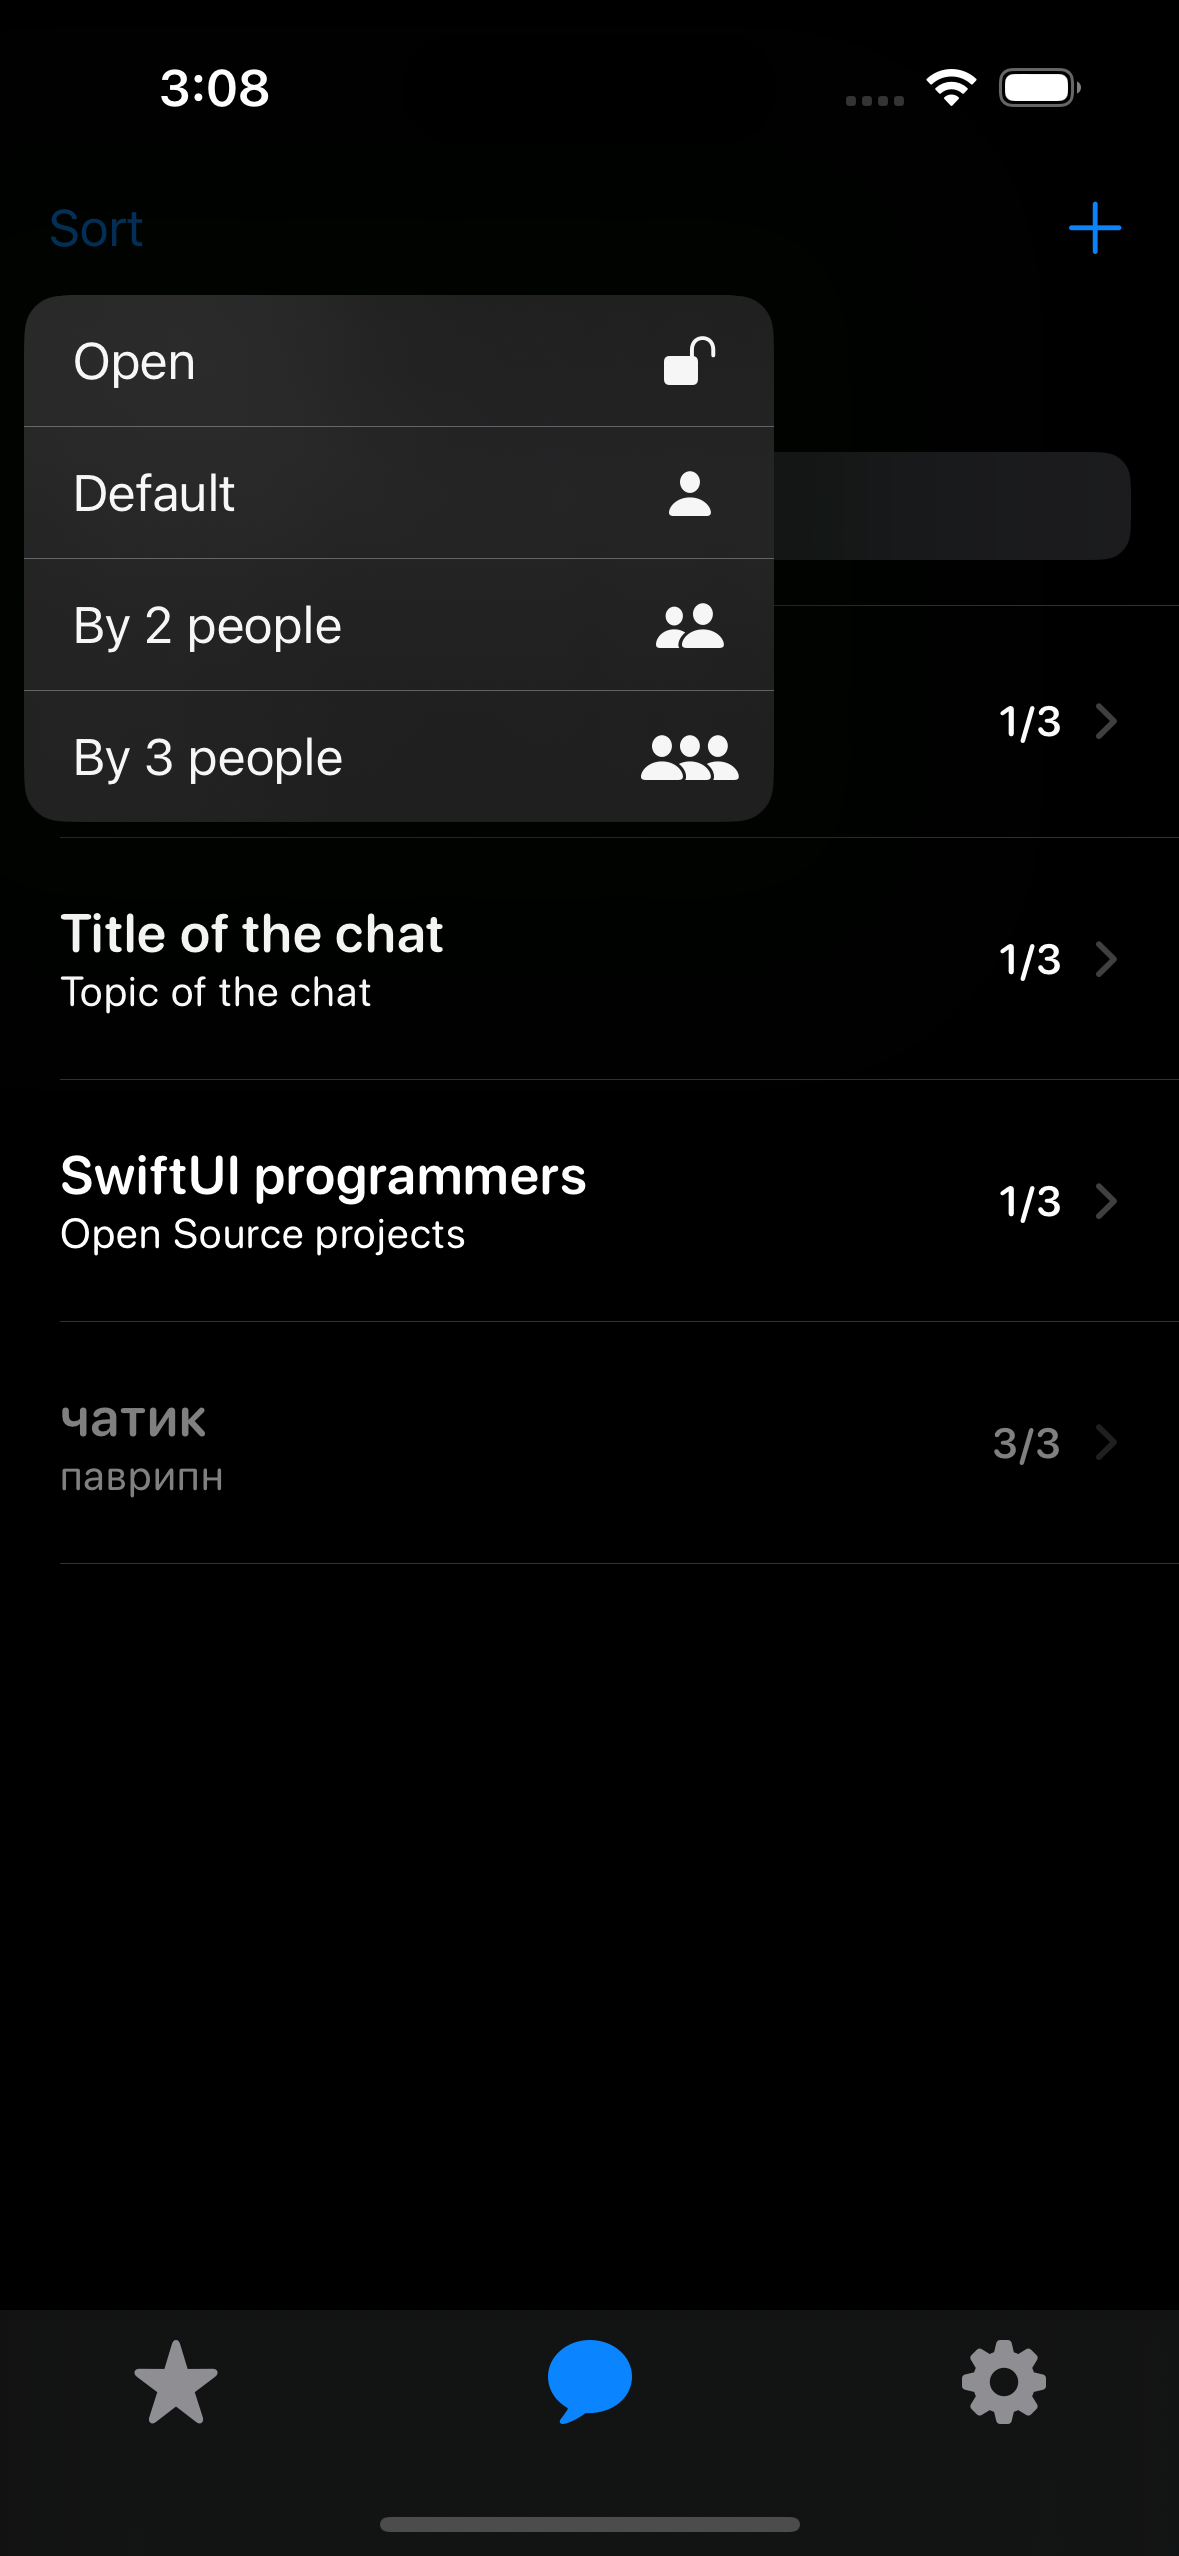 3:08
Sort
Open
Default
By 2 people
By 3 people
1/3
Title of the chat
Topic of the chat
1/3
SwiftUI programmers
Open Source projects
1/3
чатик
паврипн
3/3